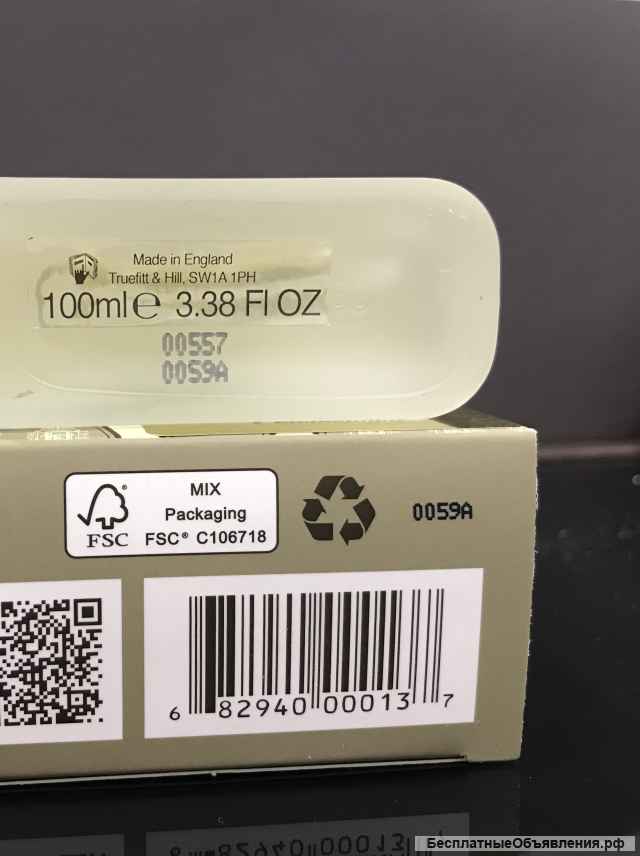 Made in England
Truefitt & Hill, SW1A 1PH
100ml℮ 3.38 Fl OZ
00557
0059A
FSC®
MIX
Packaging
FSC® C106718
0059A
6 82940 00013 7
БесплатныеОбъявления.рф